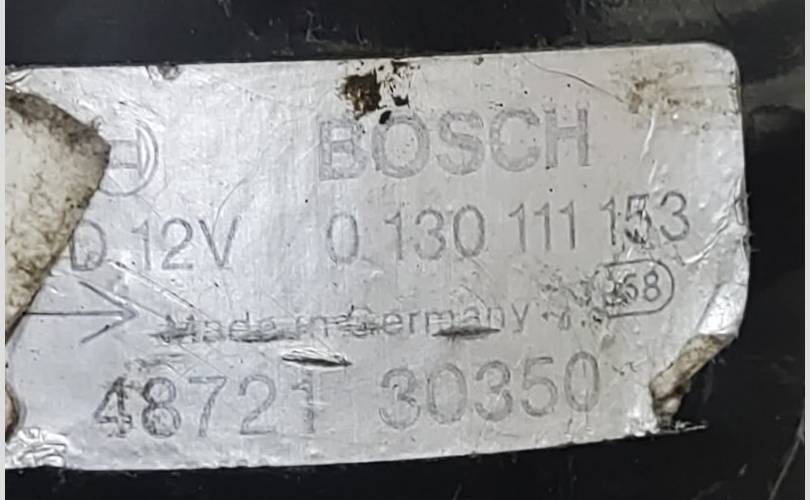 BOSCH
D 12V 0 130 111 153
Made in Germany
48721 30350